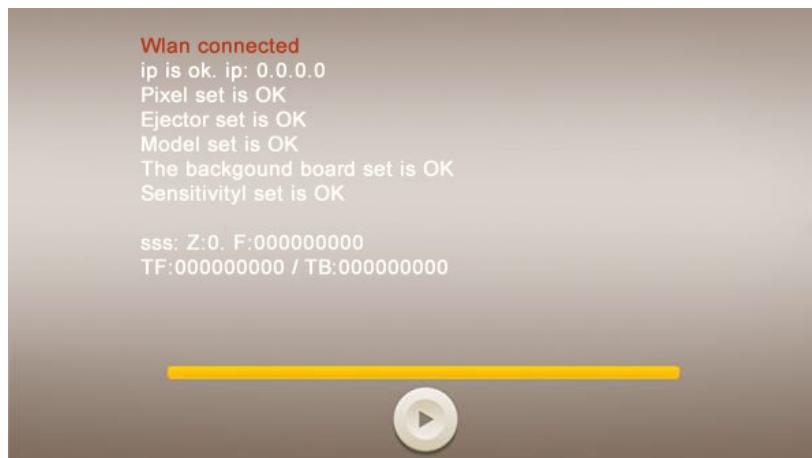 Wlan connected
ip is ok. ip: 0.0.0.0
Pixel set is OK
Ejector set is OK
Model set is OK
The backgound board set is OK
Sensitivityl set is OK
sss: Z:0. F:000000000
TF:000000000 / TB:000000000